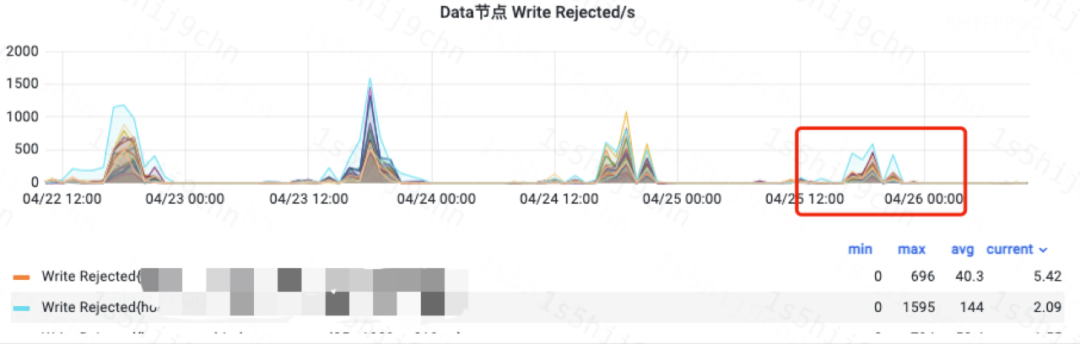 Data节点 Write Rejected/s
2000
1500
1000
500
0
04/22 12:00 04/23 00:00 04/23 12:00 04/24 00:00 04/24 12:00 04/25 00:00 04/25 12:00 04/26 00:00
min max avg current
Write Rejected{ 0 696 40.3 5.42
Write Rejected{ho 0 1595 144 2.09